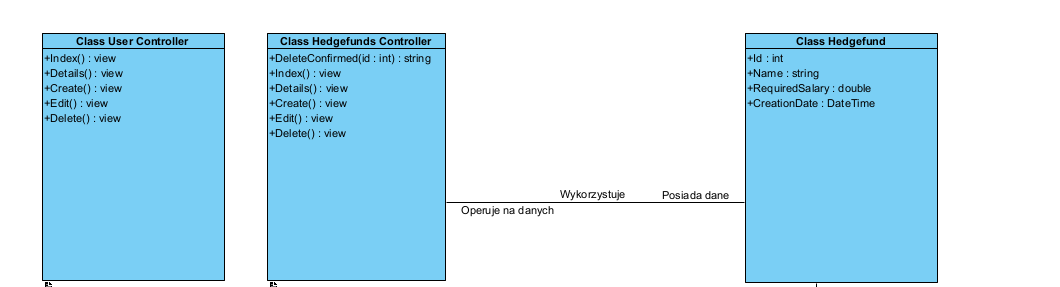 Class User Controller
+Index() : view
+Details() : view
+Create() : view
+Edit() : view
+Delete() : view
Class Hedgefunds Controller
+DeleteConfirmed(id : int) : string
+Index() : view
+Details() : view
+Create() : view
+Edit() : view
+Delete() : view
Wykorzystuje
Posiada dane
Operuje na danych
Class Hedgefund
+Id : int
+Name : string
+RequiredSalary : double
+CreationDate : DateTime